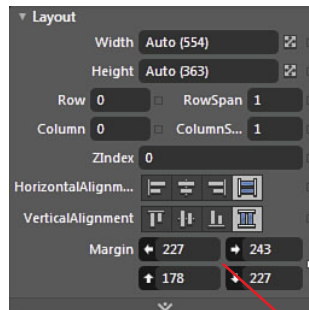 Layout
Width Auto (554)
Height Auto (363)
Row 0 RowSpan 1
Column 0 ColumnS... 1
ZIndex 0
HorizontalAlignm...
VerticalAlignment
Margin 227 243
178 227